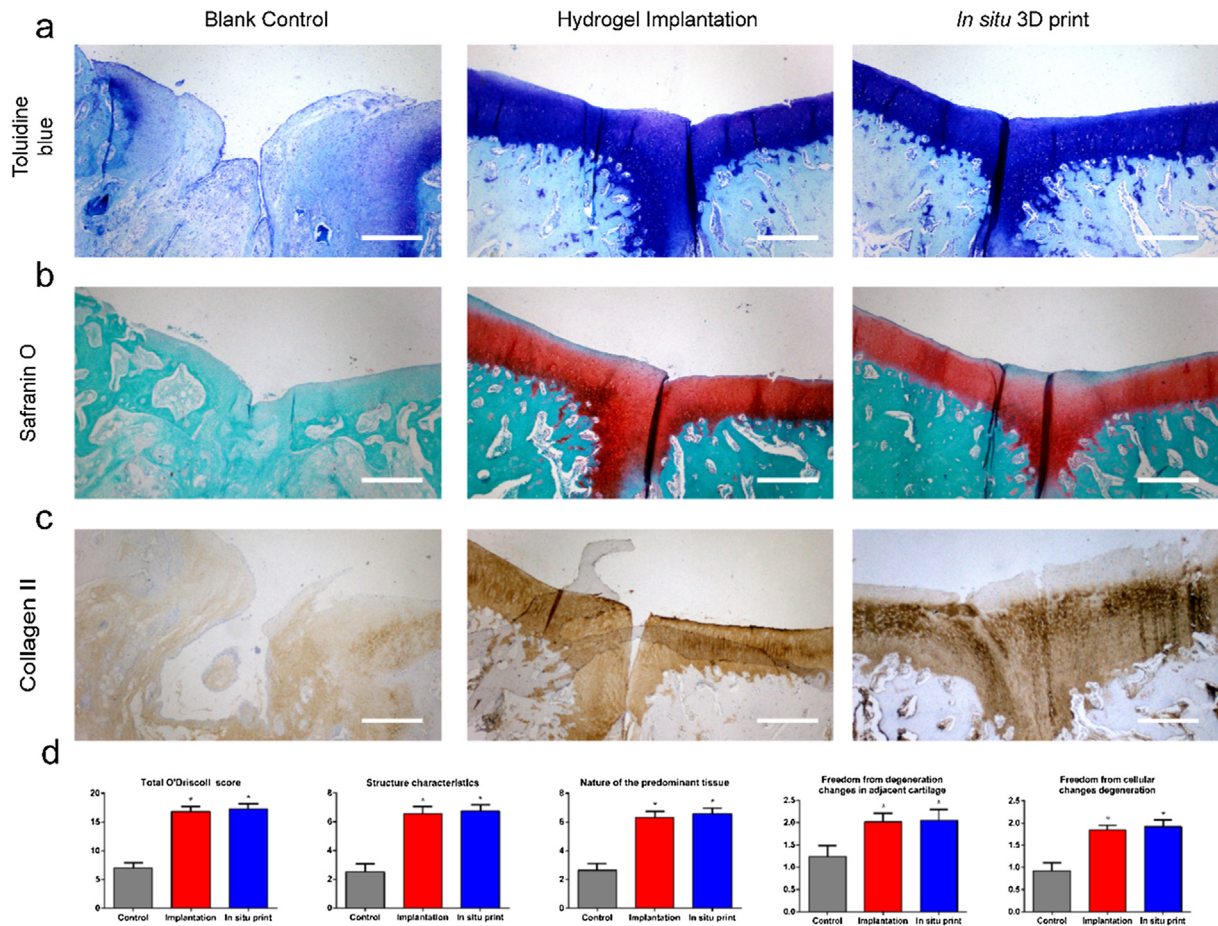 a
Blank Control
Hydrogel Implantation
In situ 3D print
Toluidine
blue
b
Safranin O
c
Collagen II
d
Total O'Driscoll score
20
15
10
5
0
Control
Implantation
In situ print
*
*
Structure characteristics
8
6
4
2
0
Control
Implantation
In situ print
*
*
Nature of the predominant tissue
8
6
4
2
0
Control
Implantation
In situ print
*
*
Freedom from degeneration
changes in adjacent cartilage
2.5
2.0
1.5
1.0
0.5
0.0
Control
Implantation
In situ print
*
*
Freedom from cellular
changes degeneration
2.5
2.0
1.5
1.0
0.5
0.0
Control
Implantation
In situ print
*
*